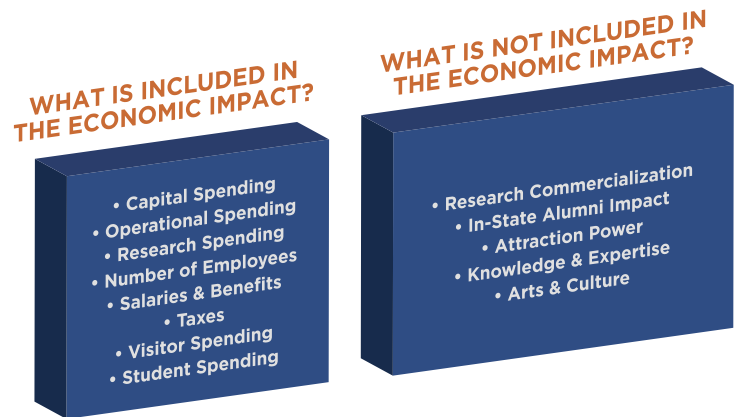 WHAT IS INCLUDED IN
THE ECONOMIC IMPACT?
• Capital Spending
• Operational Spending
• Research Spending
• Number of Employees
• Salaries & Benefits
• Taxes
• Visitor Spending
• Student Spending
WHAT IS NOT INCLUDED IN
THE ECONOMIC IMPACT?
• Research Commercialization
• In-State Alumni Impact
• Attraction Power
• Knowledge & Expertise
• Arts & Culture